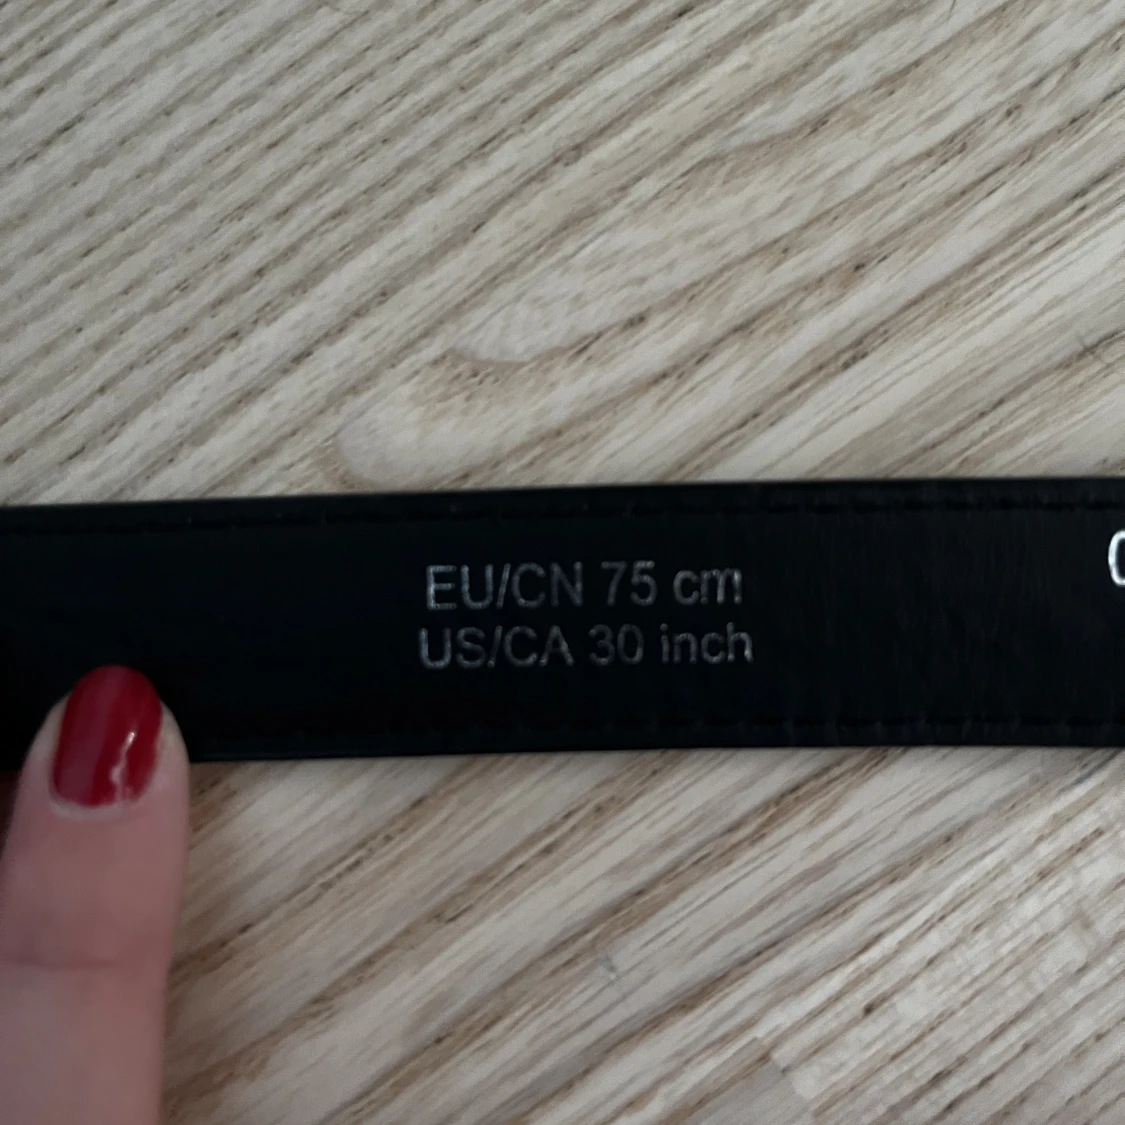 EU/CN 75 cm
US/CA 30 inch